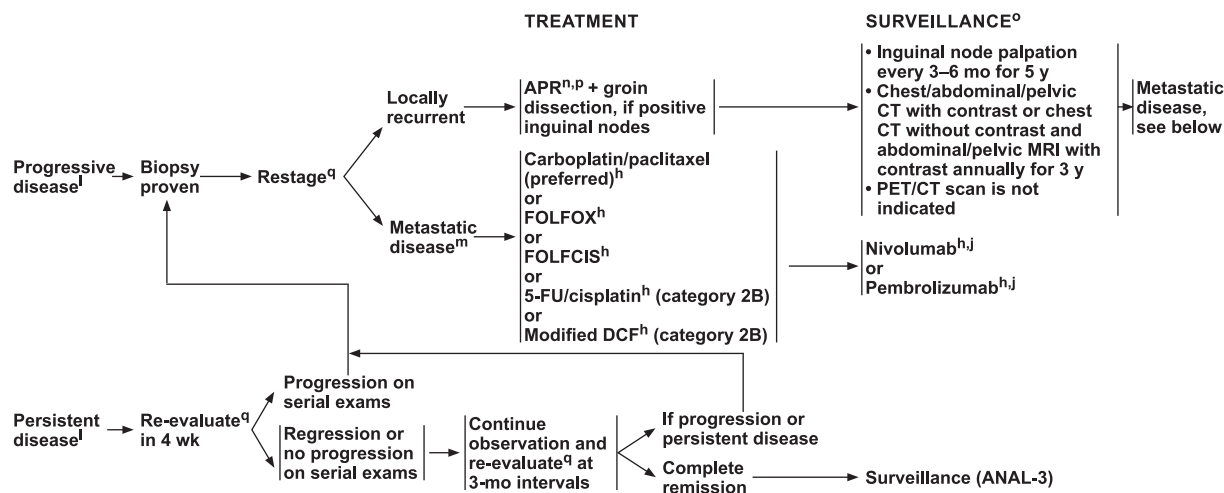 TREATMENT
SURVEILLANCEᵒ
Progressive
diseaseˡ
Biopsy
proven
Restage^q
Locally
recurrent
APRⁿ,ᵖ + groin
dissection, if positive
inguinal nodes
• Inguinal node palpation
every 3–6 mo for 5 y
• Chest/abdominal/pelvic
CT with contrast or chest
CT without contrast and
abdominal/pelvic MRI with
contrast annually for 3 y
• PET/CT scan is not
indicated
Metastatic
disease,
see below
Metastatic
diseaseᵐ
Carboplatin/paclitaxel
(preferred)ʰ
or
FOLFOXʰ
or
FOLFCISʰ
or
5-FU/cisplatinʰ (category 2B)
or
Modified DCFʰ (category 2B)
Nivolumabʰ,ʲ
or
Pembrolizumabʰ,ʲ
Persistent
diseaseˡ
Re-evaluate^q
in 4 wk
Progression on
serial exams
Regression or
no progression
on serial exams
Continue
observation and
re-evaluate^q at
3-mo intervals
If progression or
persistent disease
Complete
remission
Surveillance (ANAL-3)